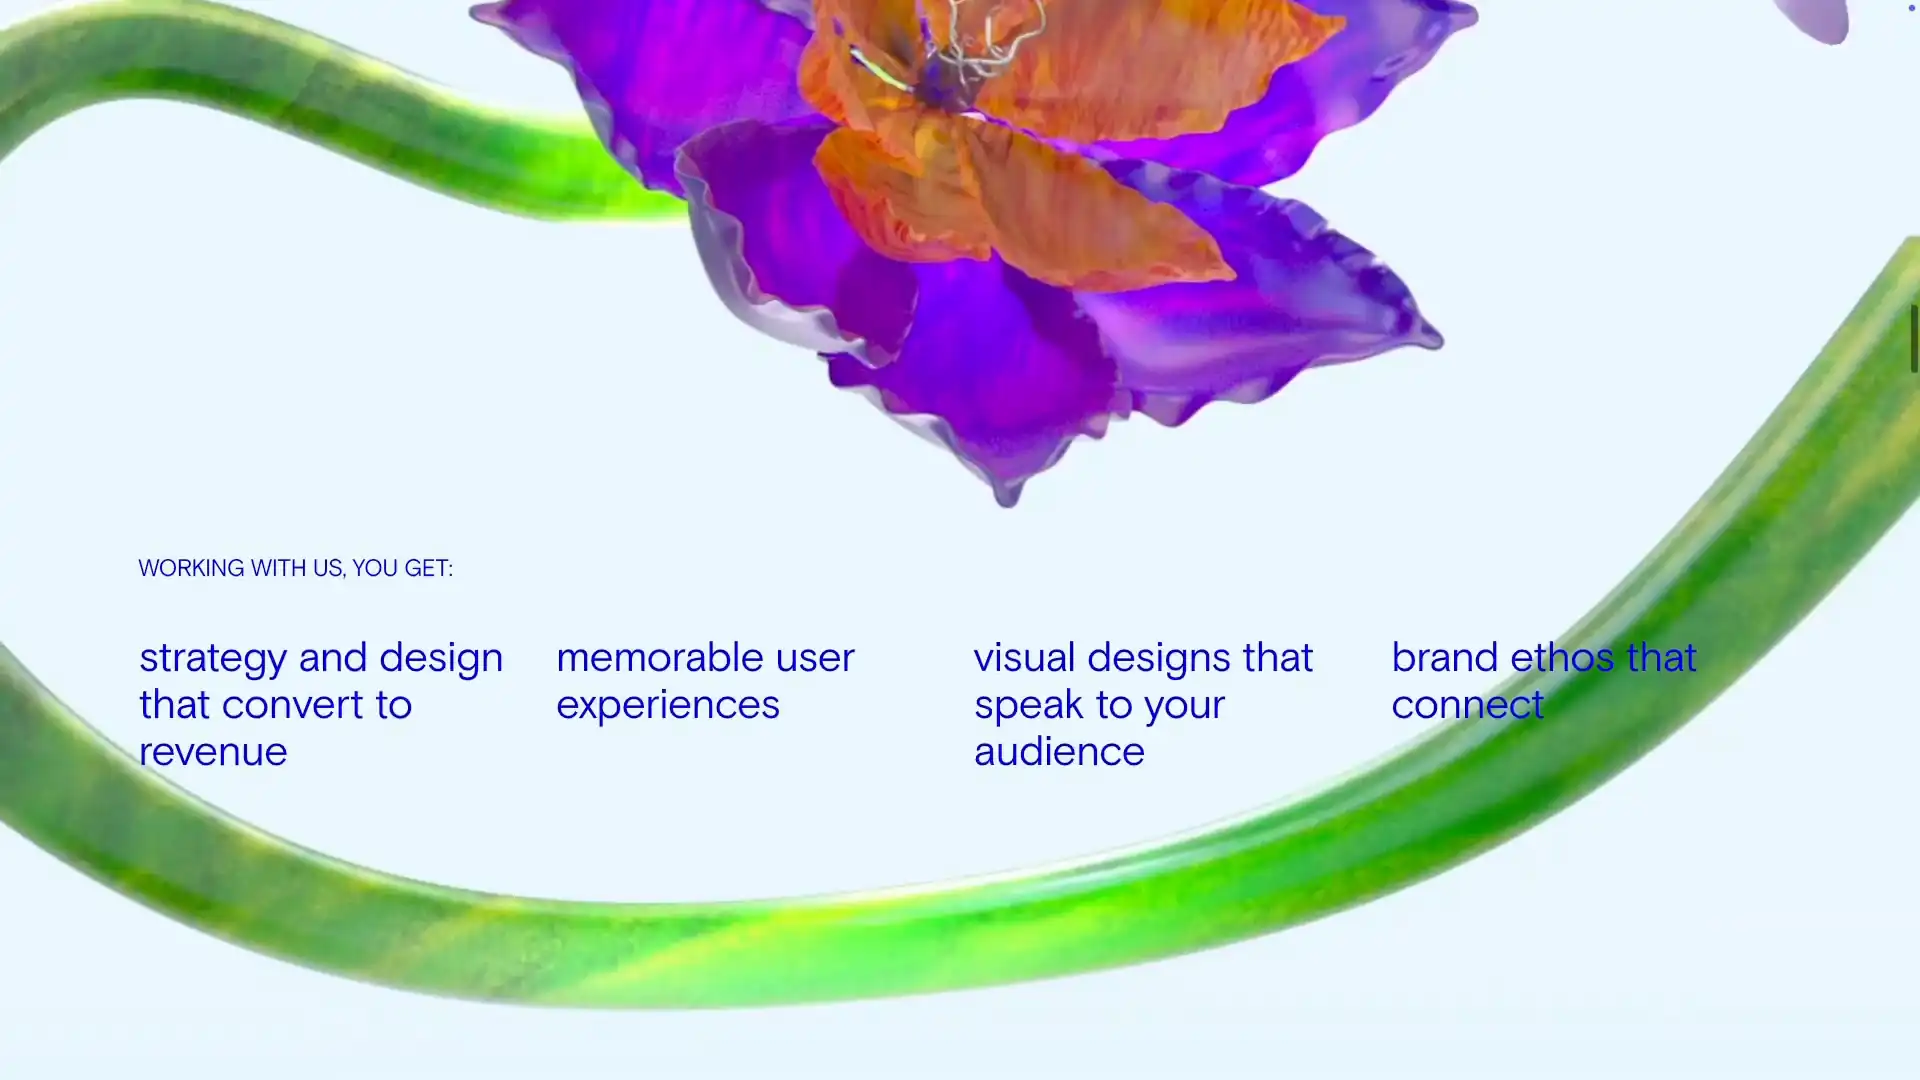 WORKING WITH US, YOU GET:
strategy and design
that convert to
revenue
memorable user
experiences
visual designs that
speak to your
audience
brand ethos that
connect